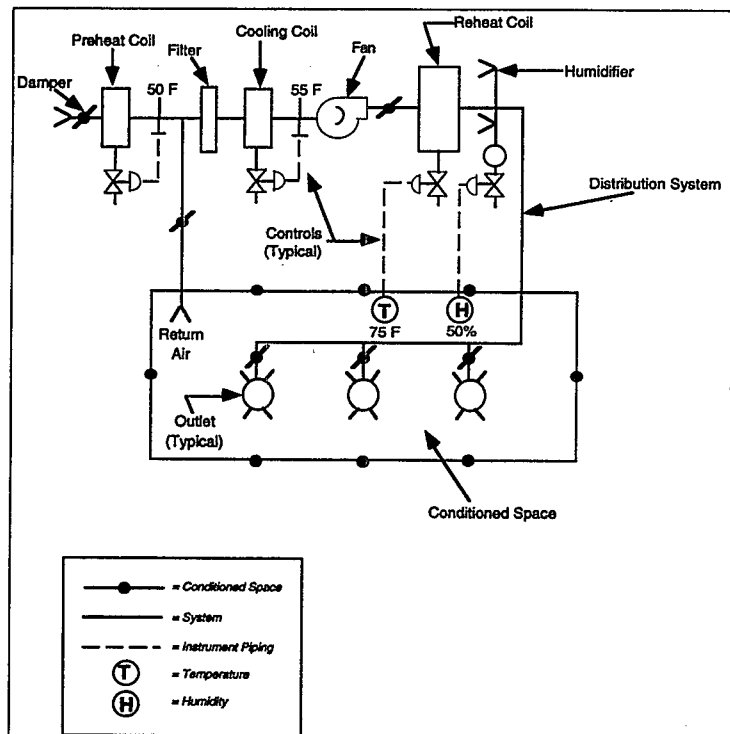 Preheat Coil
Cooling Coil
Reheat Coil
Fan
Filter
Humidifier
Damper
50 F
55 F
Distribution System
Controls
(Typical)
Return
Air
T
H
75 F
50%
Outlet
(Typical)
Conditioned Space
= Conditioned Space
= System
= Instrument Piping
T = Temperature
H = Humidity